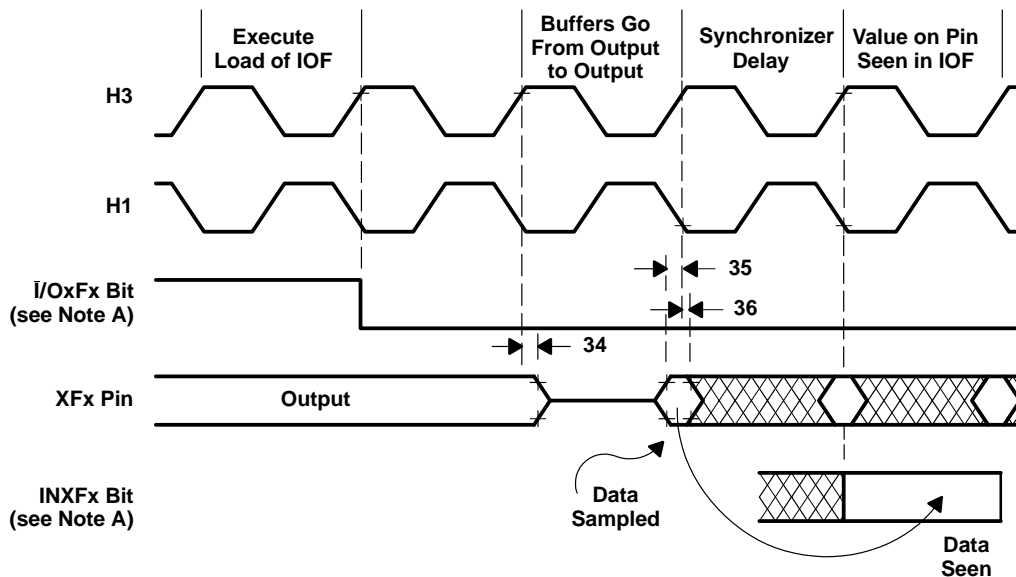 Execute
Load of IOF
Buffers Go
From Output
to Output
Synchronizer
Delay
Value on Pin
Seen in IOF
H3
H1
35
Ī/OxFx Bit
(see Note A)
36
34
XFx Pin
Output
INXFx Bit
(see Note A)
Data
Sampled
Data
Seen